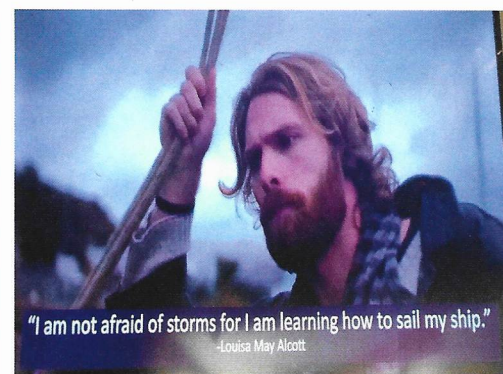 “I am not afraid of storms for I am learning how to sail my ship.”
-Louisa May Alcott